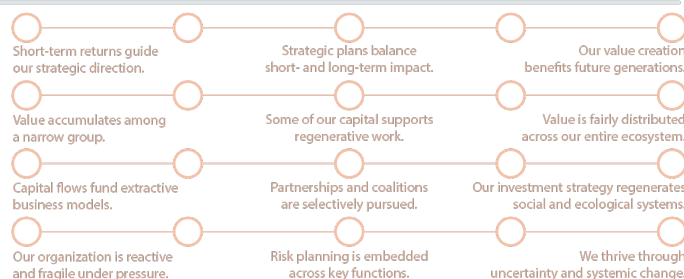 Short-term returns guide
our strategic direction.
Strategic plans balance
short- and long-term impact.
Our value creation
benefits future generations.
Value accumulates among
a narrow group.
Some of our capital supports
regenerative work.
Value is fairly distributed
across our entire ecosystem.
Capital flows fund extractive
business models.
Partnerships and coalitions
are selectively pursued.
Our investment strategy regenerates
social and ecological systems.
Our organization is reactive
and fragile under pressure.
Risk planning is embedded
across key functions.
We thrive through
uncertainty and systemic change.